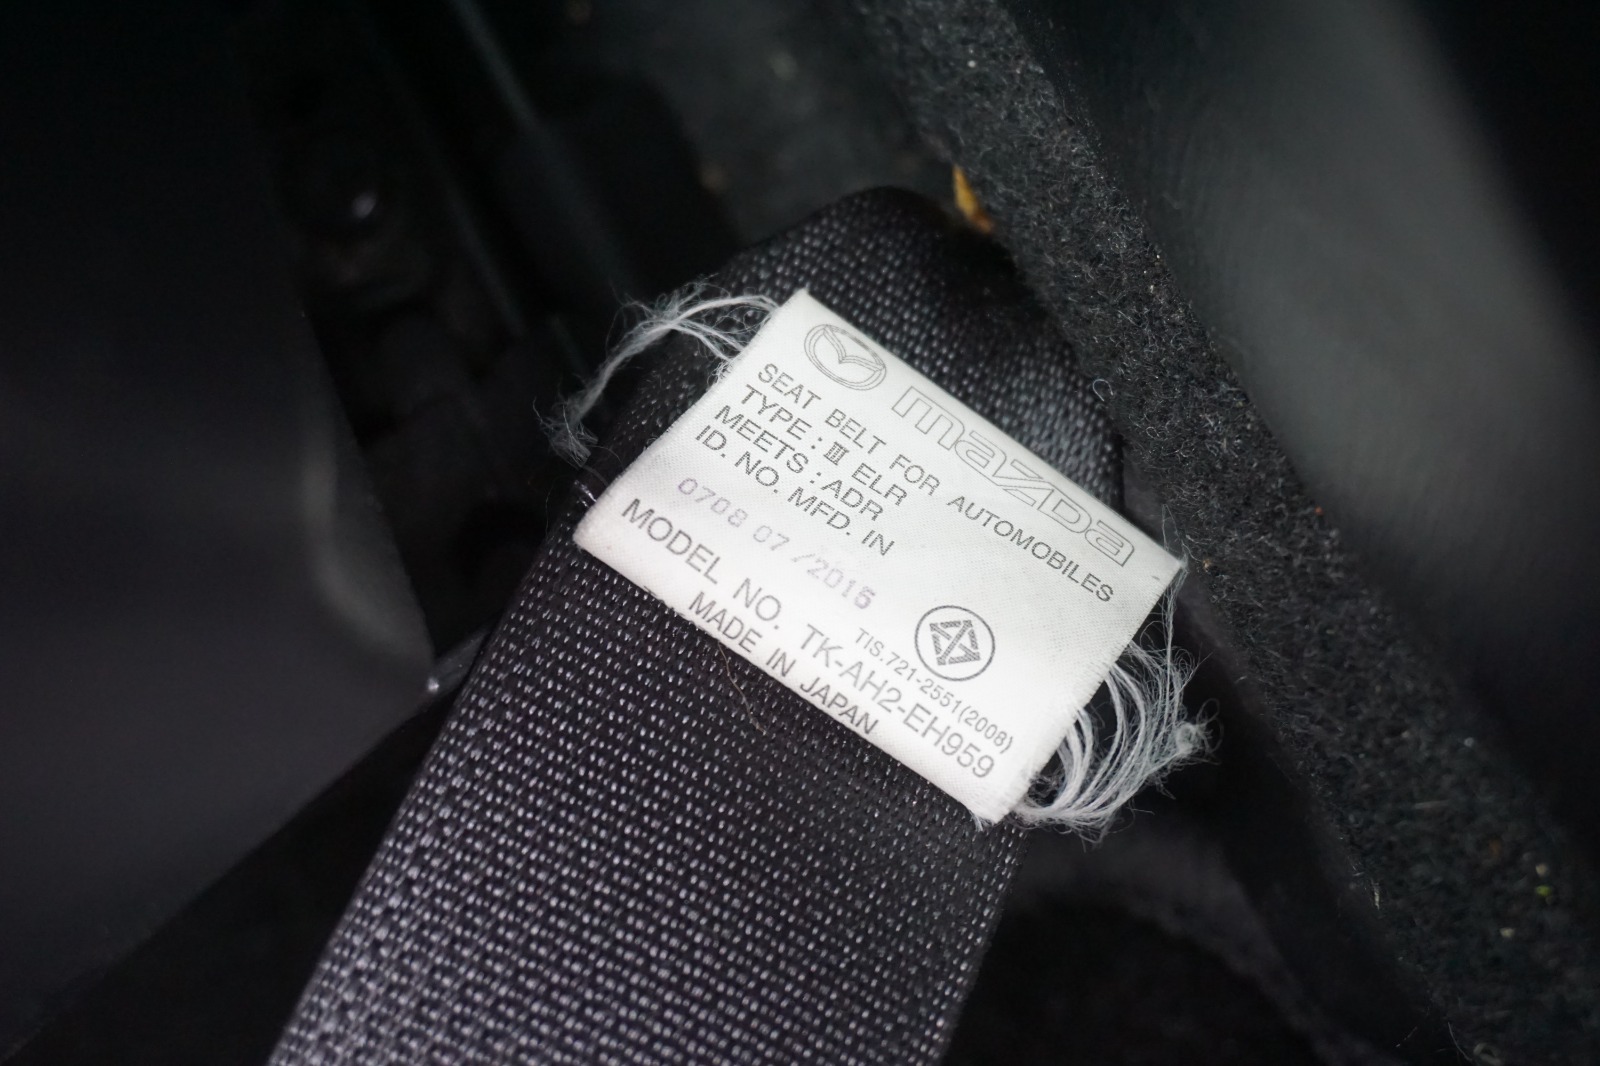 mazda
SEAT BELT FOR AUTOMOBILES
TYPE : Ⅲ ELR
MEETS : ADR
ID. NO. MFD. IN
0708 07/2015
TIS.721-2551(2008)
MODEL NO. TK-AH2-EH959
MADE IN JAPAN